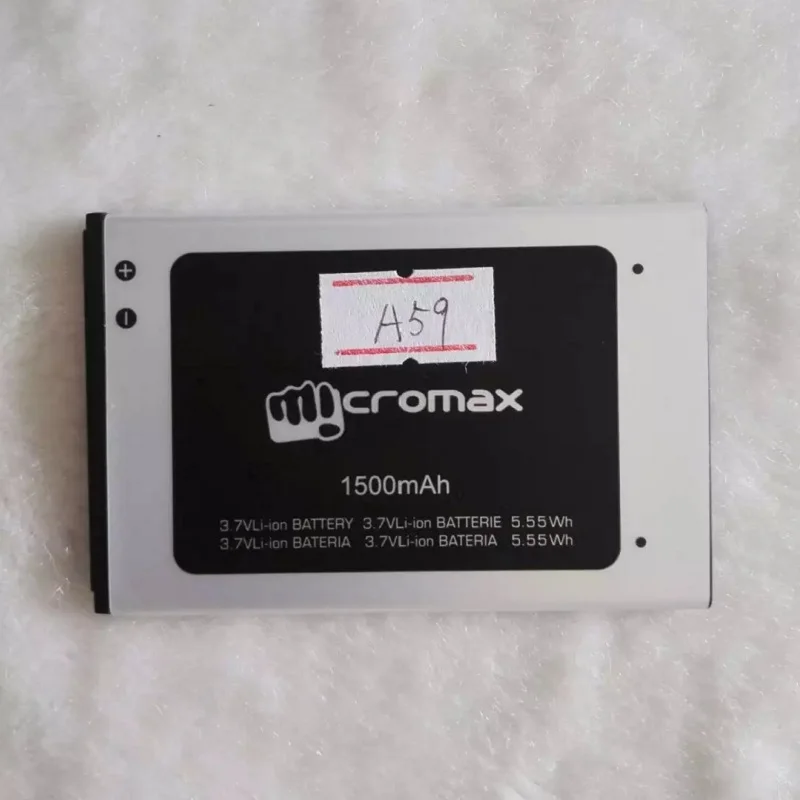 A59
micromax
1500mAh
3.7VLi-ion BATTERY 3.7VLi-ion BATTERIE 5.55Wh
3.7VLi-ion BATERIA 3.7VLi-ion BATERIA 5.55Wh
+
-